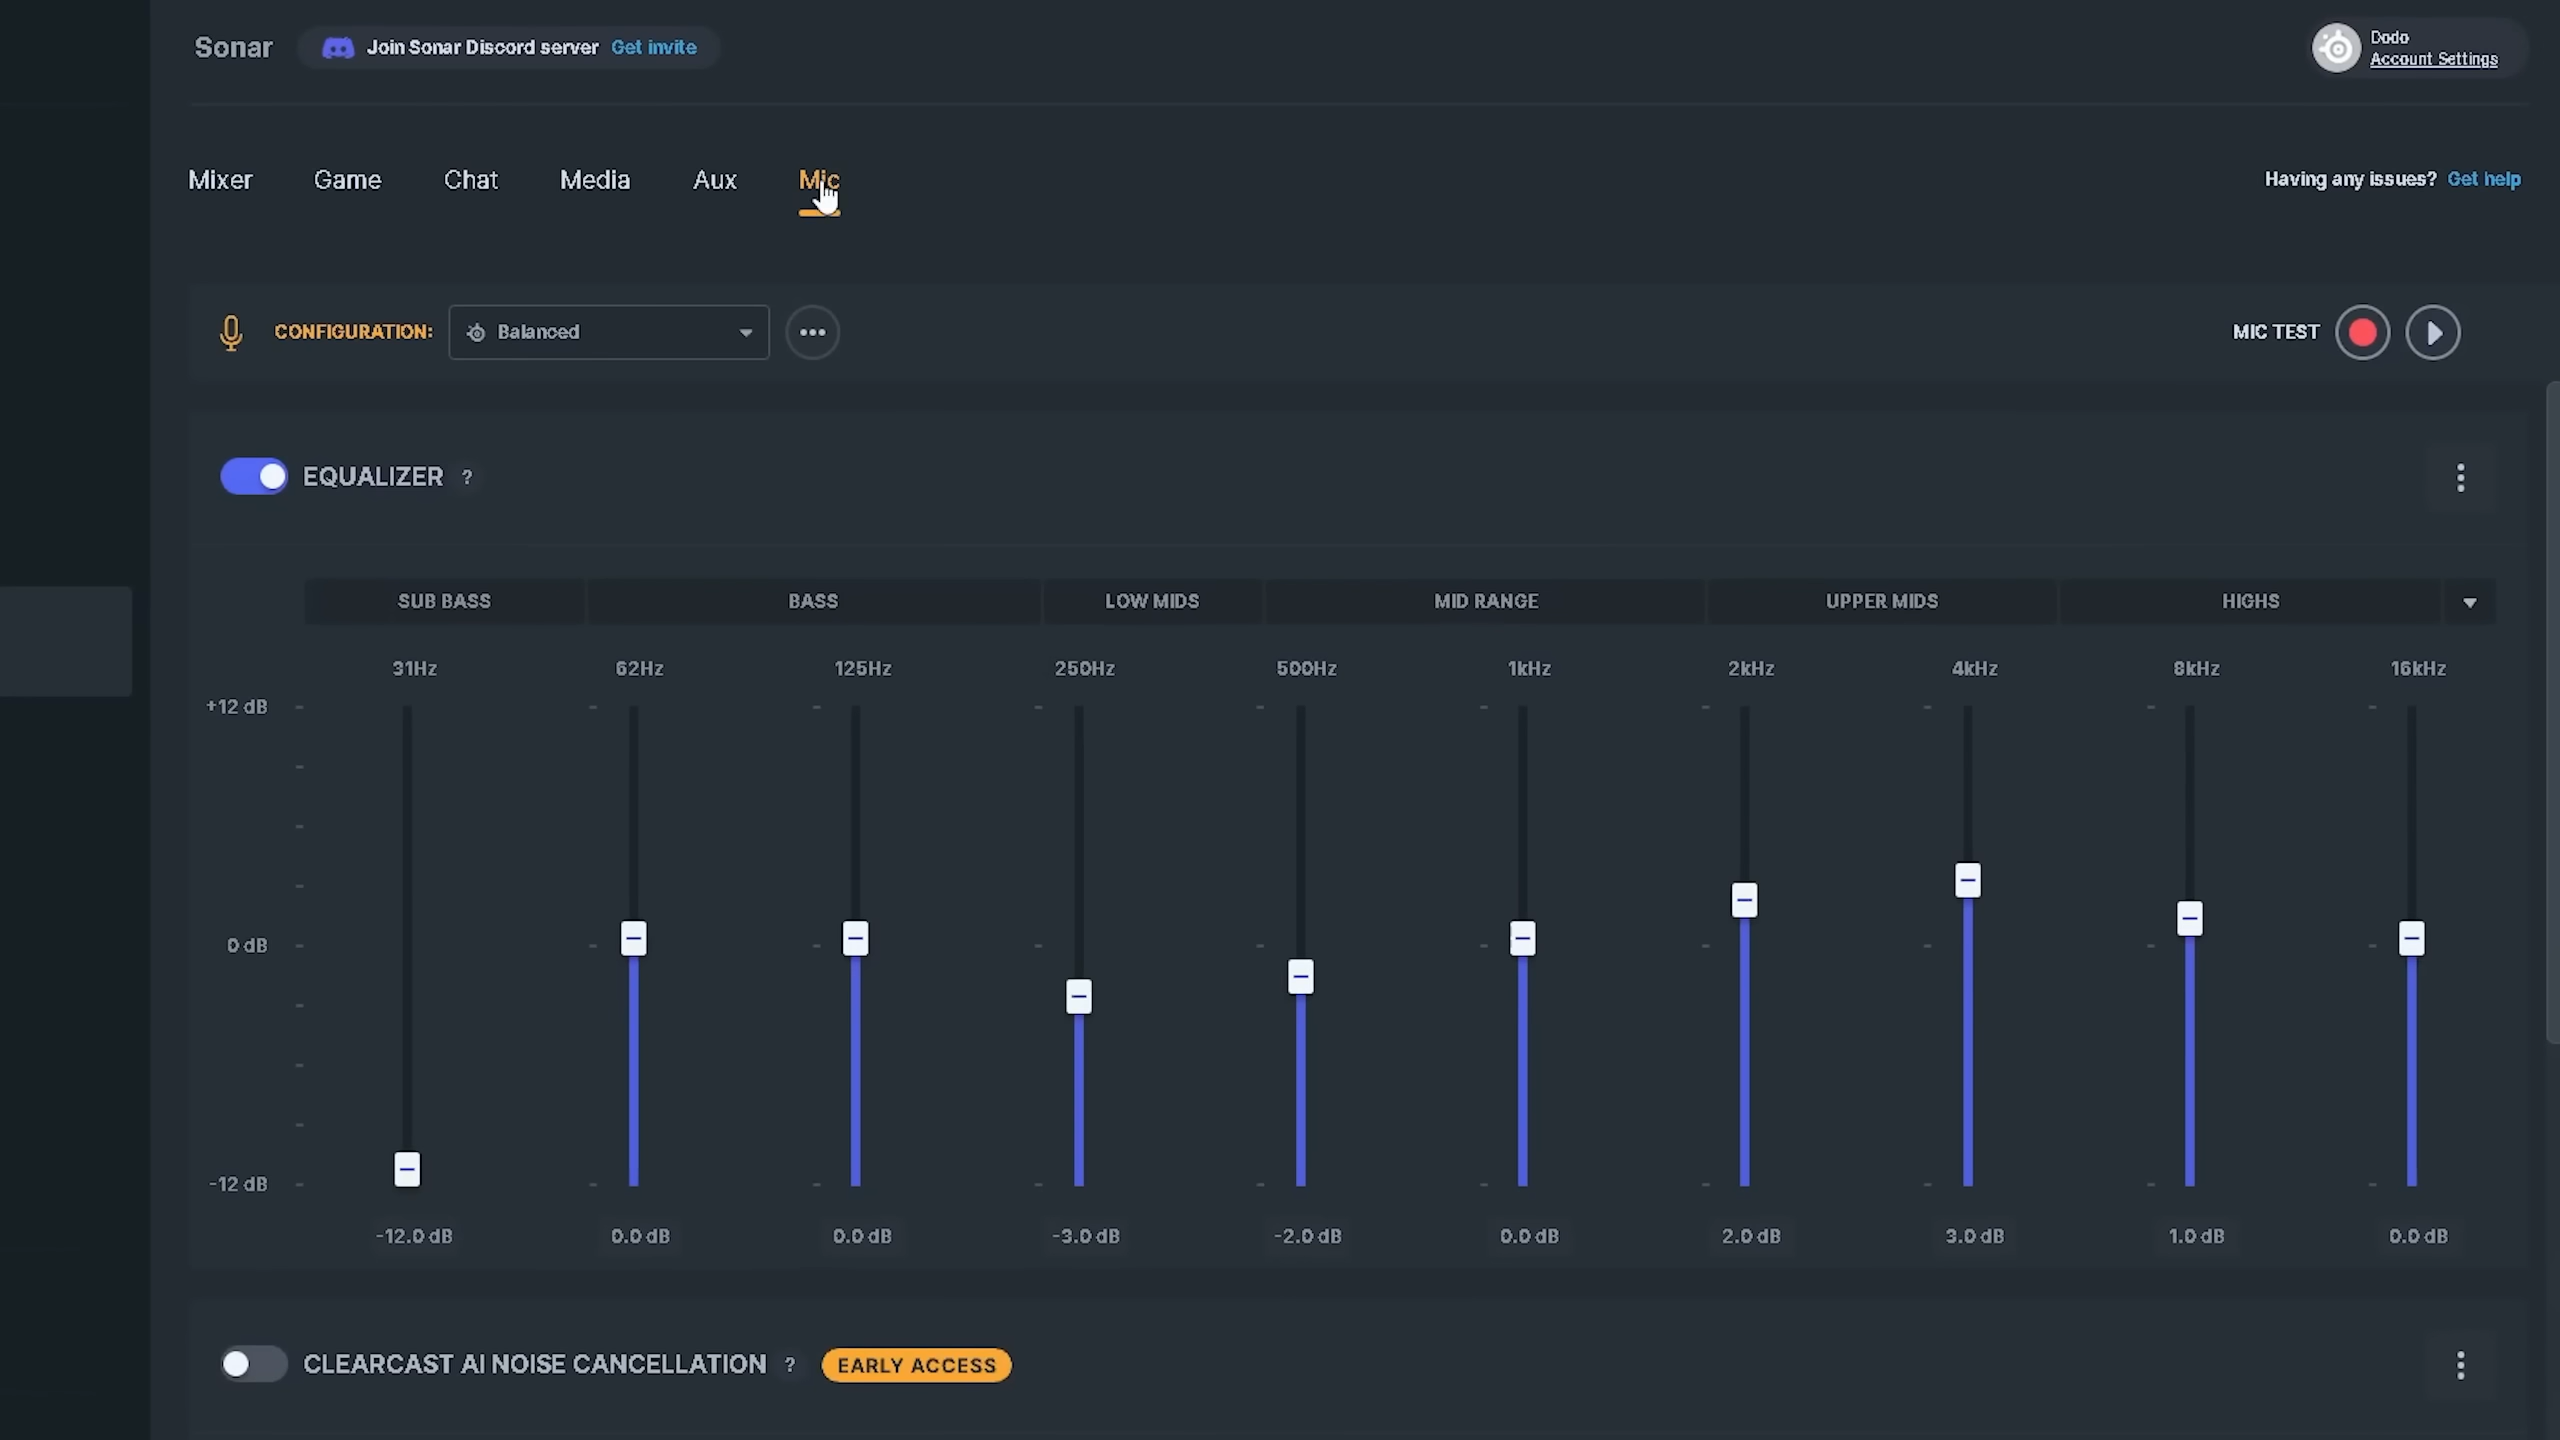 Sonar
Join Sonar Discord server Get invite
Dodo
Account Settings
Mixer Game Chat Media Aux Mic
Having any issues? Get help
CONFIGURATION: Balanced
MIC TEST
EQUALIZER ?
SUB BASS BASS LOW MIDS MID RANGE UPPER MIDS HIGHS
31Hz 62Hz 125Hz 250Hz 500Hz 1kHz 2kHz 4kHz 8kHz 16kHz
+12 dB
0 dB
-12 dB
-12.0 dB 0.0 dB 0.0 dB -3.0 dB -2.0 dB 0.0 dB 2.0 dB 3.0 dB 1.0 dB 0.0 dB
CLEARCAST AI NOISE CANCELLATION ? EARLY ACCESS